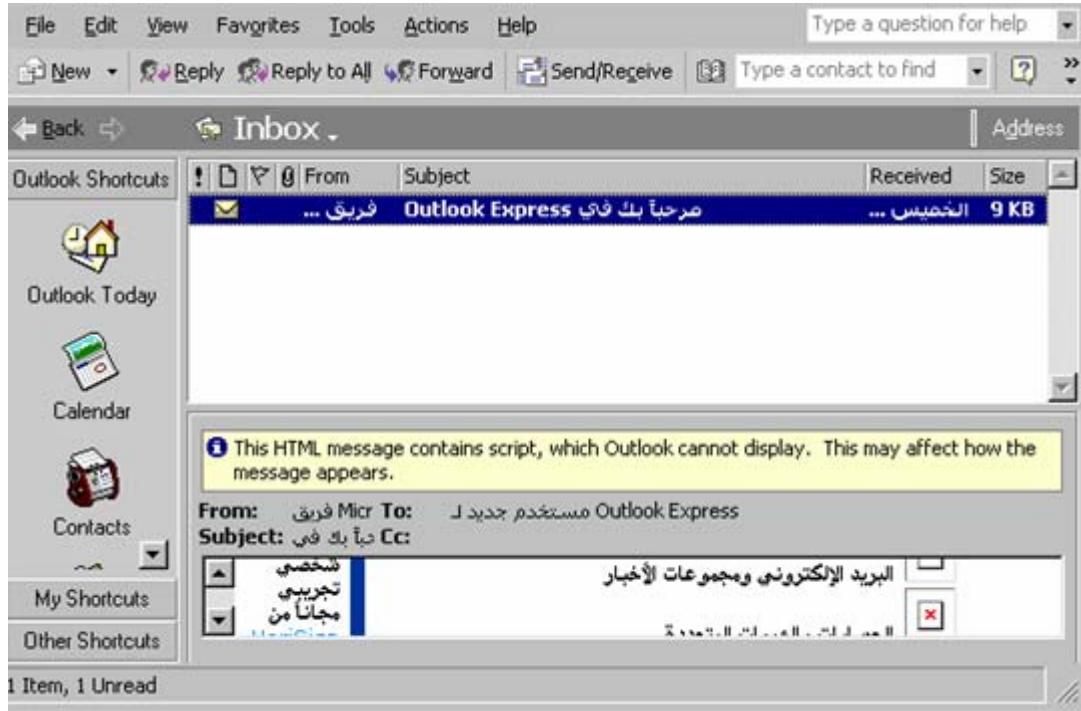 File Edit View Favorites Tools Actions Help Type a question for help
New Reply Reply to All Forward Send/Receive Type a contact to find
Back Inbox Address
Outlook Shortcuts
From Subject Received Size
فريق ... مرحباً بك في Outlook Express الخميس ... 9 KB
Outlook Today
Calendar
Contacts
My Shortcuts
Other Shortcuts
This HTML message contains script, which Outlook cannot display. This may affect how the
message appears.
From: فريق Micr To: مستخدم جديد لـ Outlook Express
Subject: حباً بك في Cc:
شخصي
تجريبي
مجاناً من
البريد الإلكتروني ومجموعات الأخبار
1 Item, 1 Unread